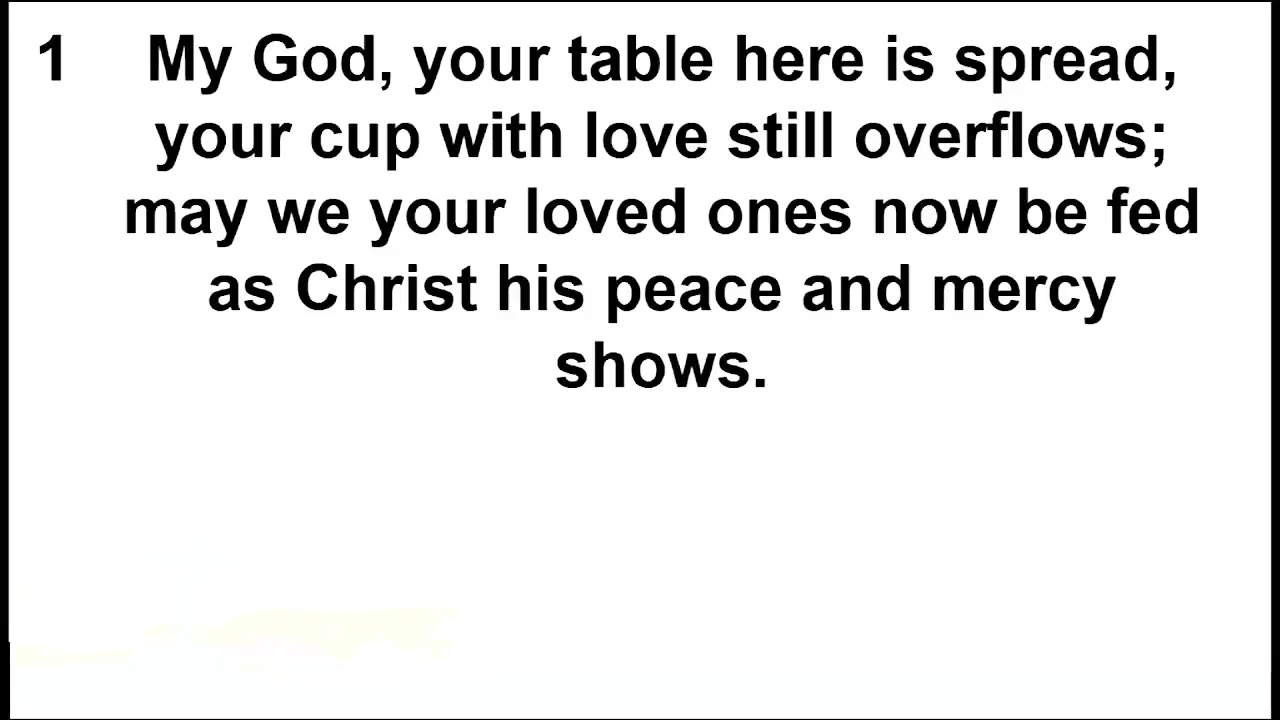 1 My God, your table here is spread,
your cup with love still overflows;
may we your loved ones now be fed
as Christ his peace and mercy
shows.